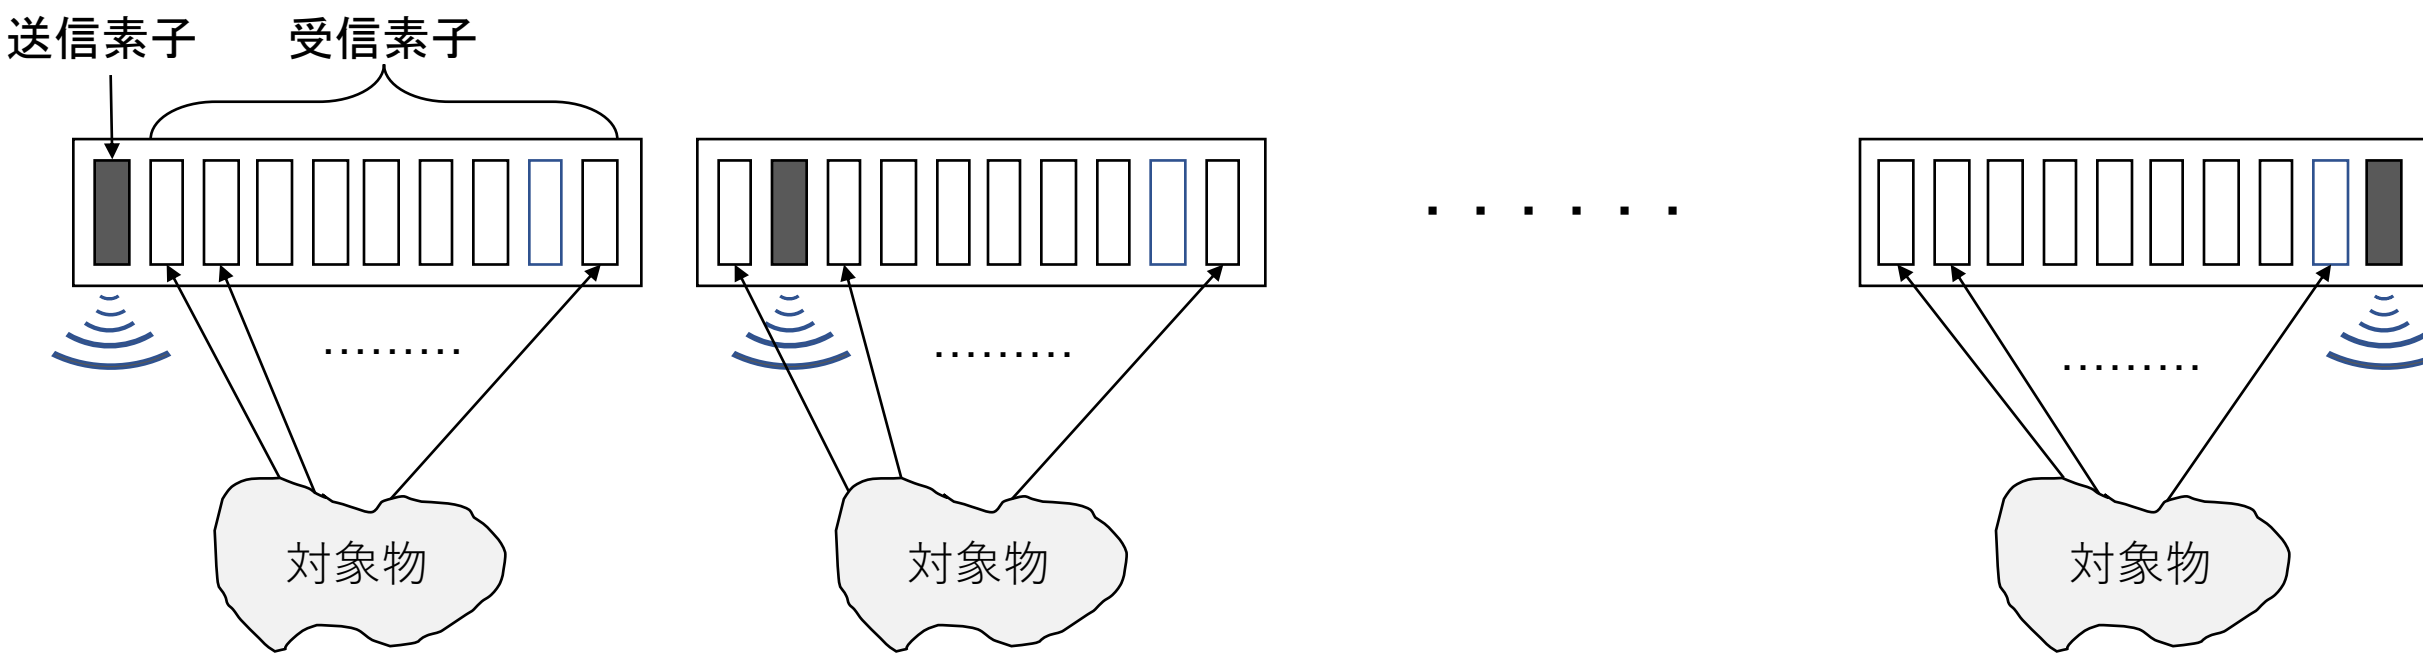 送信素子
受信素子
・・・・・・
………
………
………
対象物
対象物
対象物